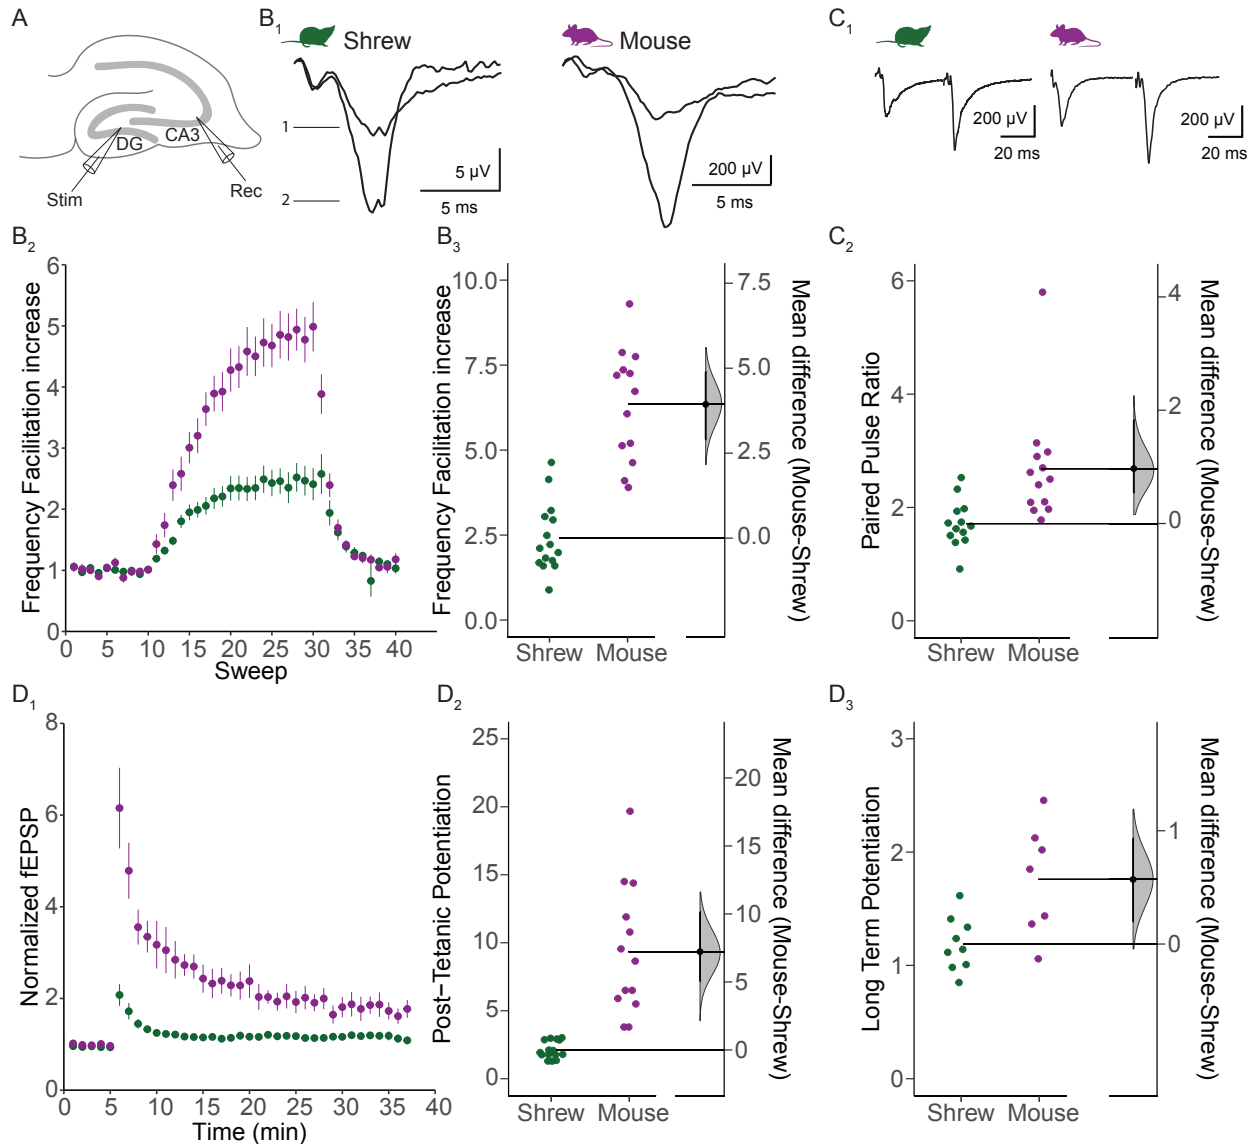 A
DG
CA3
Stim
Rec
B1
Shrew
Mouse
1
2
5 µV
5 ms
200 µV
5 ms
C1
200 µV
20 ms
200 µV
20 ms
B2
Frequency Facilitation increase
6
5
4
3
2
1
0
0 5 10 15 20 25 30 35 40
Sweep
B3
Frequency Facilitation increase
10.0
7.5
5.0
2.5
0.0
Shrew Mouse
7.5
5.0
2.5
0.0
Mean difference (Mouse-Shrew)
C2
Paired Pulse Ratio
6
4
2
0
Shrew Mouse
4
2
0
Mean difference (Mouse-Shrew)
D1
Normalized fEPSP
8
6
4
2
0
0 5 10 15 20 25 30 35 40
Time (min)
D2
Post−Tetanic Potentiation
25
20
15
10
5
0
Shrew Mouse
20
15
10
5
0
Mean difference (Mouse-Shrew)
D3
Long Term Potentiation
3
2
1
0
Shrew Mouse
1
0
Mean difference (Mouse-Shrew)